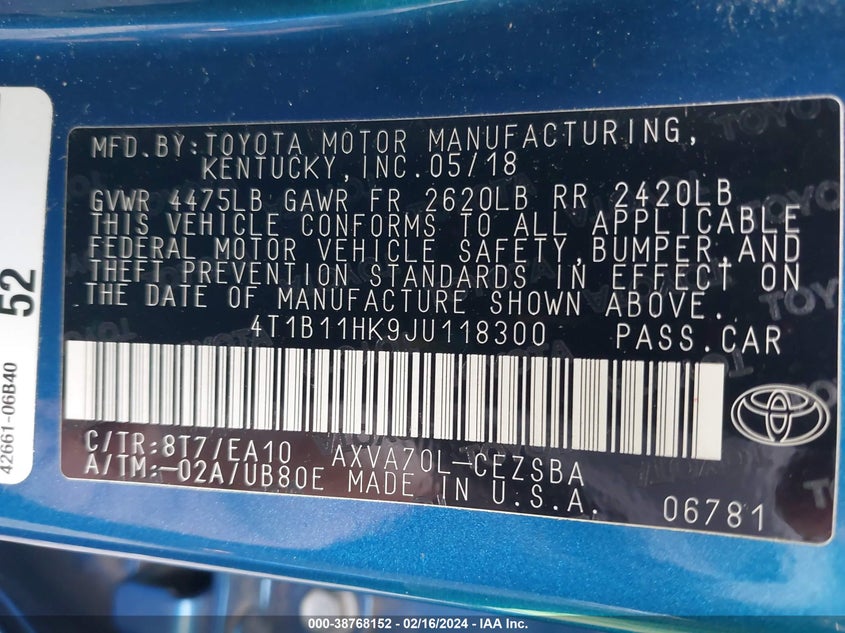 MFD.BY:TOYOTA MOTOR MANUFACTURING,
KENTUCKY,INC.05/18
GVWR 4475LB GAWR FR 2620LB RR 2420LB
THIS VEHICLE CONFORMS TO ALL APPLICABLE
FEDERAL MOTOR VEHICLE SAFETY,BUMPER,AND
THEFT PREVENTION STANDARDS IN EFFECT ON
THE DATE OF MANUFACTURE SHOWN ABOVE.
4T1B11HK9JU118300 PASS.CAR
C/TR:8T7/EA10 AXVA70L-CEZSBA
A/TM:-02A/UB80E MADE IN U.S.A.
06781
52
42661-06B40
TOYOTA
000-38768152 - 02/16/2024 - IAA Inc.